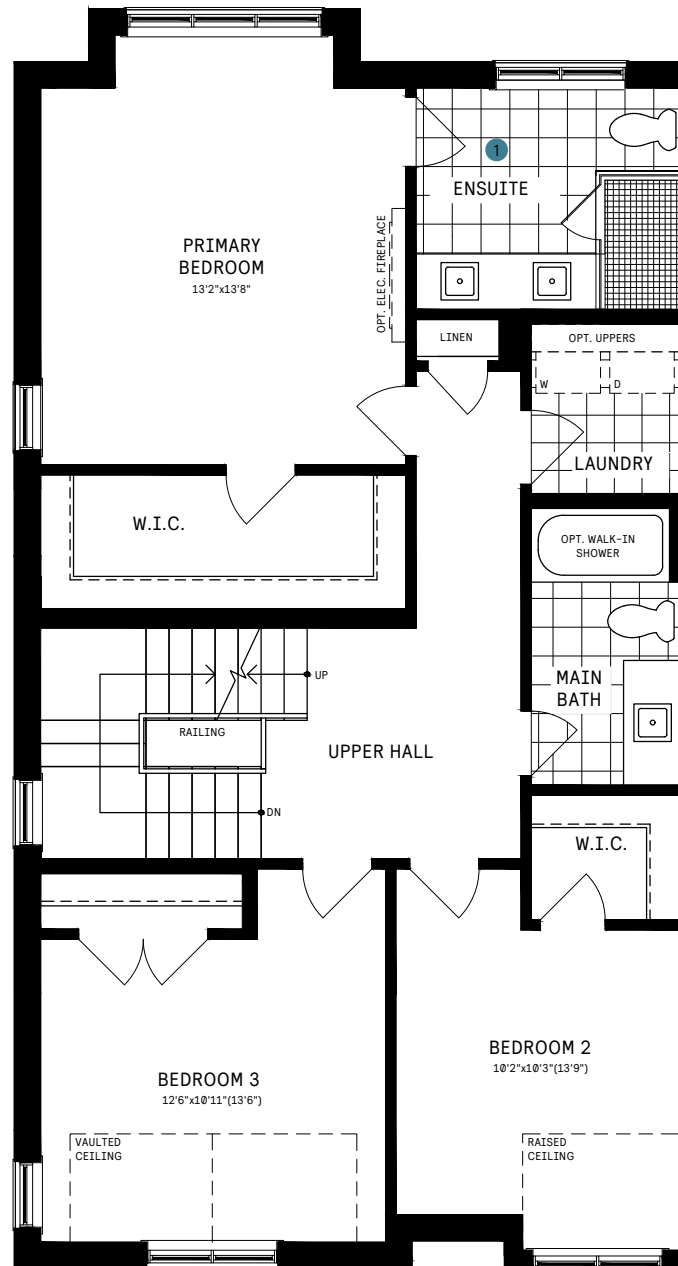 1
ENSUITE
PRIMARY
BEDROOM
13'2"x13'8"
OPT. ELEC. FIREPLACE
LINEN
OPT. UPPERS
W
D
LAUNDRY
W.I.C.
OPT. WALK-IN
SHOWER
UP
MAIN
BATH
RAILING
UPPER HALL
DN
W.I.C.
BEDROOM 2
10'2"x10'3"(13'9")
BEDROOM 3
12'6"x10'11"(13'6")
VAULTED
CEILING
RAISED
CEILING